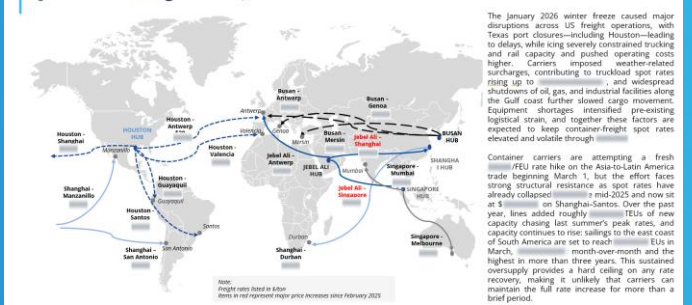 Busan – Antwerp
Busan – Genoa
Antwerp
Houston - Antwerp
Houston - Shanghai
HOUSTON HUB
Manzanillo
Valencia
Genoa
Mersin
Busan - Mersin
Jebel Ali – Shanghai
BUSAN HUB
Houston - Valencia
Jebel Ali – Antwerp
JEBEL ALI HUB
Mumbai
Singapore - Mumbai
SHANGHAI HUB
Shanghai - Manzanillo
Houston - Guayaquil
Guayaquil
Jebel Ali – Singapore
SINGAPORE HUB
Houston - Santos
Santos
Shanghai – San Antonio
San Antonio
Durban
Shanghai - Durban
Singapore - Melbourne
Note:
Freight rates listed in $/ton
Items in red represent major price increases since February 2025
The January 2026 winter freeze caused major
disruptions across US freight operations, with
Texas port closures—including Houston—leading
to delays, while icing severely constrained trucking
and rail capacity and pushed operating costs
higher. Carriers imposed weather-related
surcharges, contributing to truckload spot rates
rising up to , and widespread
shutdowns of oil, gas, and industrial facilities along
the Gulf coast further slowed cargo movement.
Equipment shortages intensified pre-existing
logistical strain, and together these factors are
expected to keep container-freight spot rates
elevated and volatile through
Container carriers are attempting a fresh
/FEU rate hike on the Asia-to-Latin America
trade beginning March 1, but the effort faces
strong structural resistance as spot rates have
already collapsed mid-2025 and now sit
at $ on Shanghai–Santos. Over the past
year, lines added roughly TEUs of new
capacity chasing last summer's peak rates, and
capacity continues to rise: sailings to the east coast
of South America are set to reach EUs in
March, month-over-month and the
highest in more than three years. This sustained
oversupply provides a hard ceiling on any rate
recovery, making it unlikely that carriers can
maintain the full rate increase for more than a
brief period.